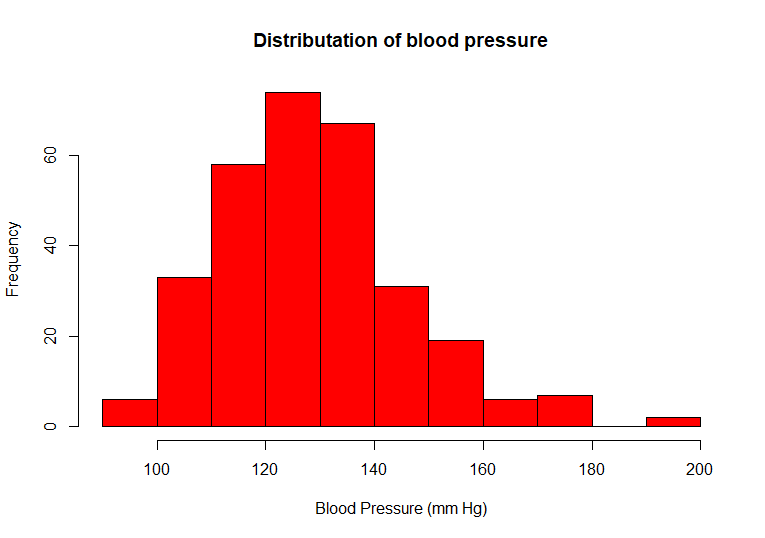 Distributation of blood pressure
Frequency
60
40
20
0
100 120 140 160 180 200
Blood Pressure (mm Hg)